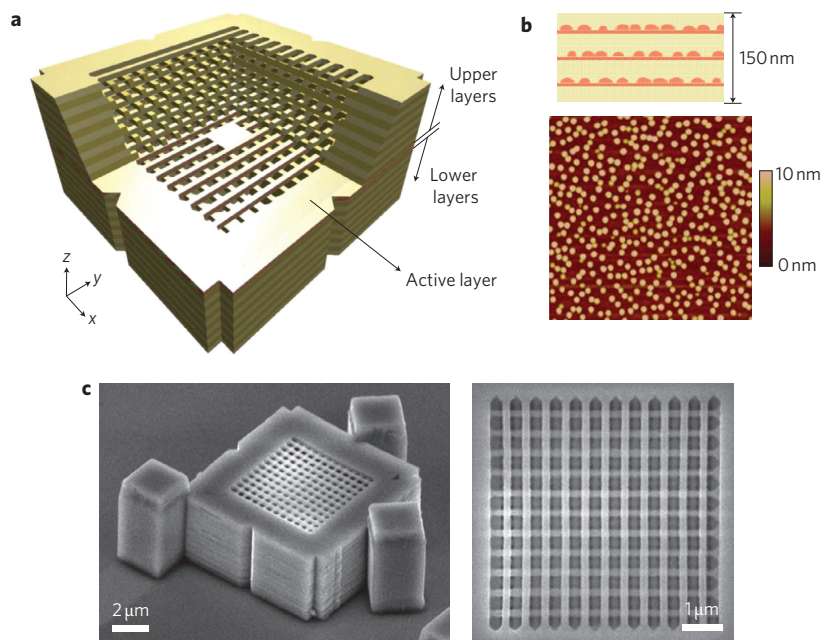 a
Upper
layers
Lower
layers
Active layer
z
y
x
b
150 nm
10 nm
0 nm
c
2 μm
1 μm